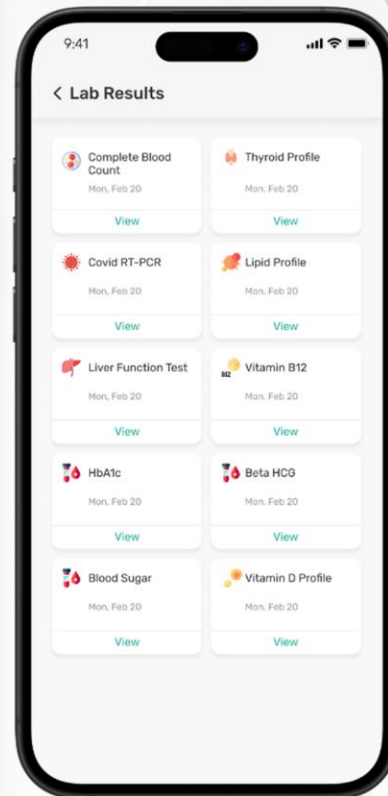 9:41
Lab Results
Complete Blood
Count
Mon, Feb 20
View
Thyroid Profile
Mon, Feb 20
View
Covid RT-PCR
Mon, Feb 20
View
Lipid Profile
Mon, Feb 20
View
Liver Function Test
Mon, Feb 20
View
B12
Vitamin B12
Mon, Feb 20
View
HbA1c
Mon, Feb 20
View
Beta HCG
Mon, Feb 20
View
Blood Sugar
Mon, Feb 20
View
Vitamin D Profile
Mon, Feb 20
View